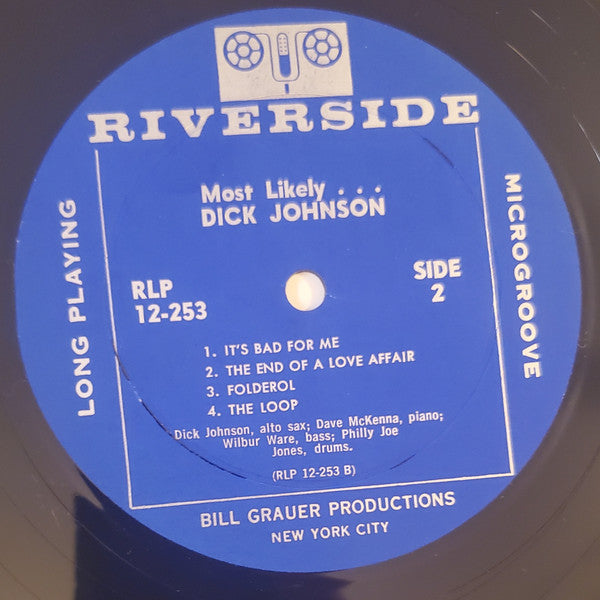 RIVERSIDE
Most Likely . . .
DICK JOHNSON
LONG PLAYING
MICROGROOVE
RLP
12-253
SIDE
2
1. IT'S BAD FOR ME
2. THE END OF A LOVE AFFAIR
3. FOLDEROL
4. THE LOOP
Dick Johnson, alto sax; Dave McKenna, piano;
Wilbur Ware, bass; Philly Joe
Jones, drums.
(RLP 12-253 B)
BILL GRAUER PRODUCTIONS
NEW YORK CITY